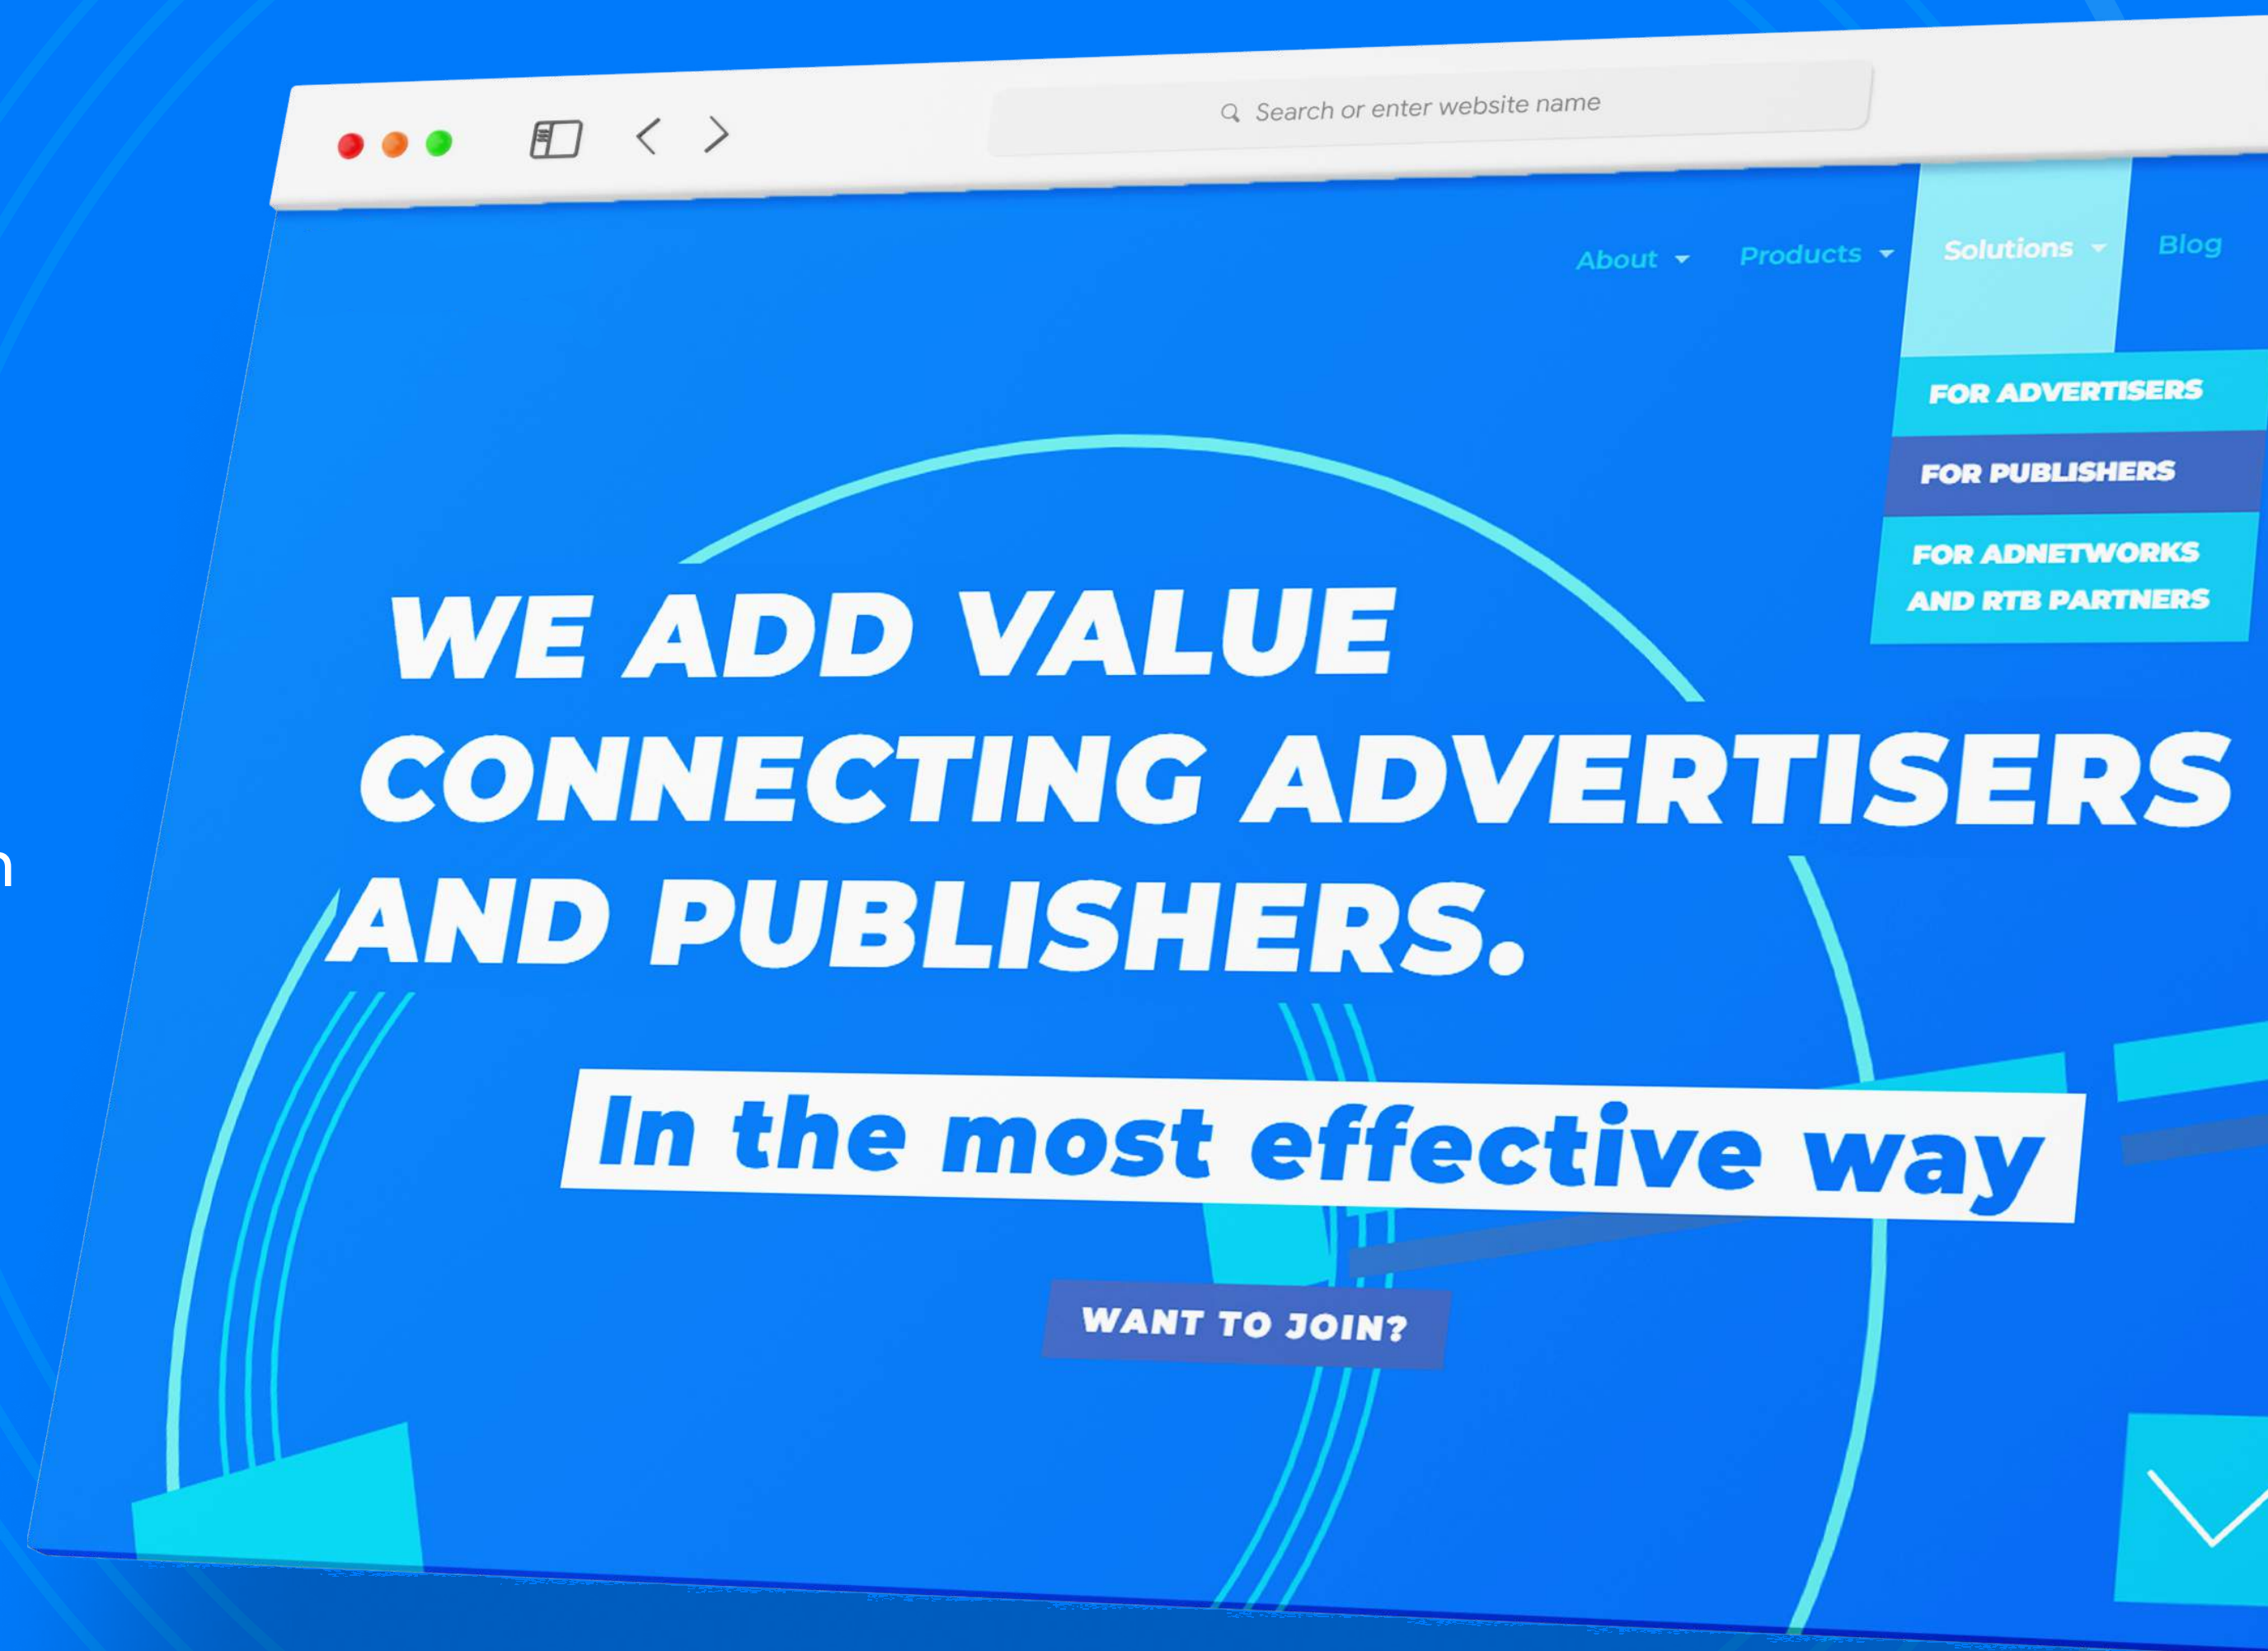 Search or enter website name
About Products Solutions Blog
FOR ADVERTISERS
FOR PUBLISHERS
FOR ADNETWORKS
AND RTB PARTNERS
WE ADD VALUE
CONNECTING ADVERTISERS
AND PUBLISHERS.
In the most effective way
WANT TO JOIN?